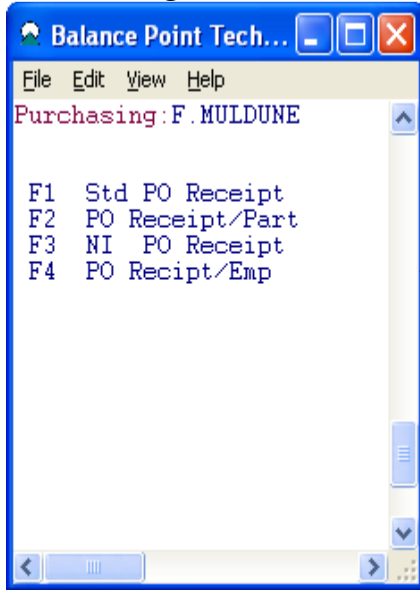 Balance Point Tech...
File Edit View Help
Purchasing:F.MULDUNE
F1 Std PO Receipt
F2 PO Receipt/Part
F3 NI PO Receipt
F4 PO Recipt/Emp